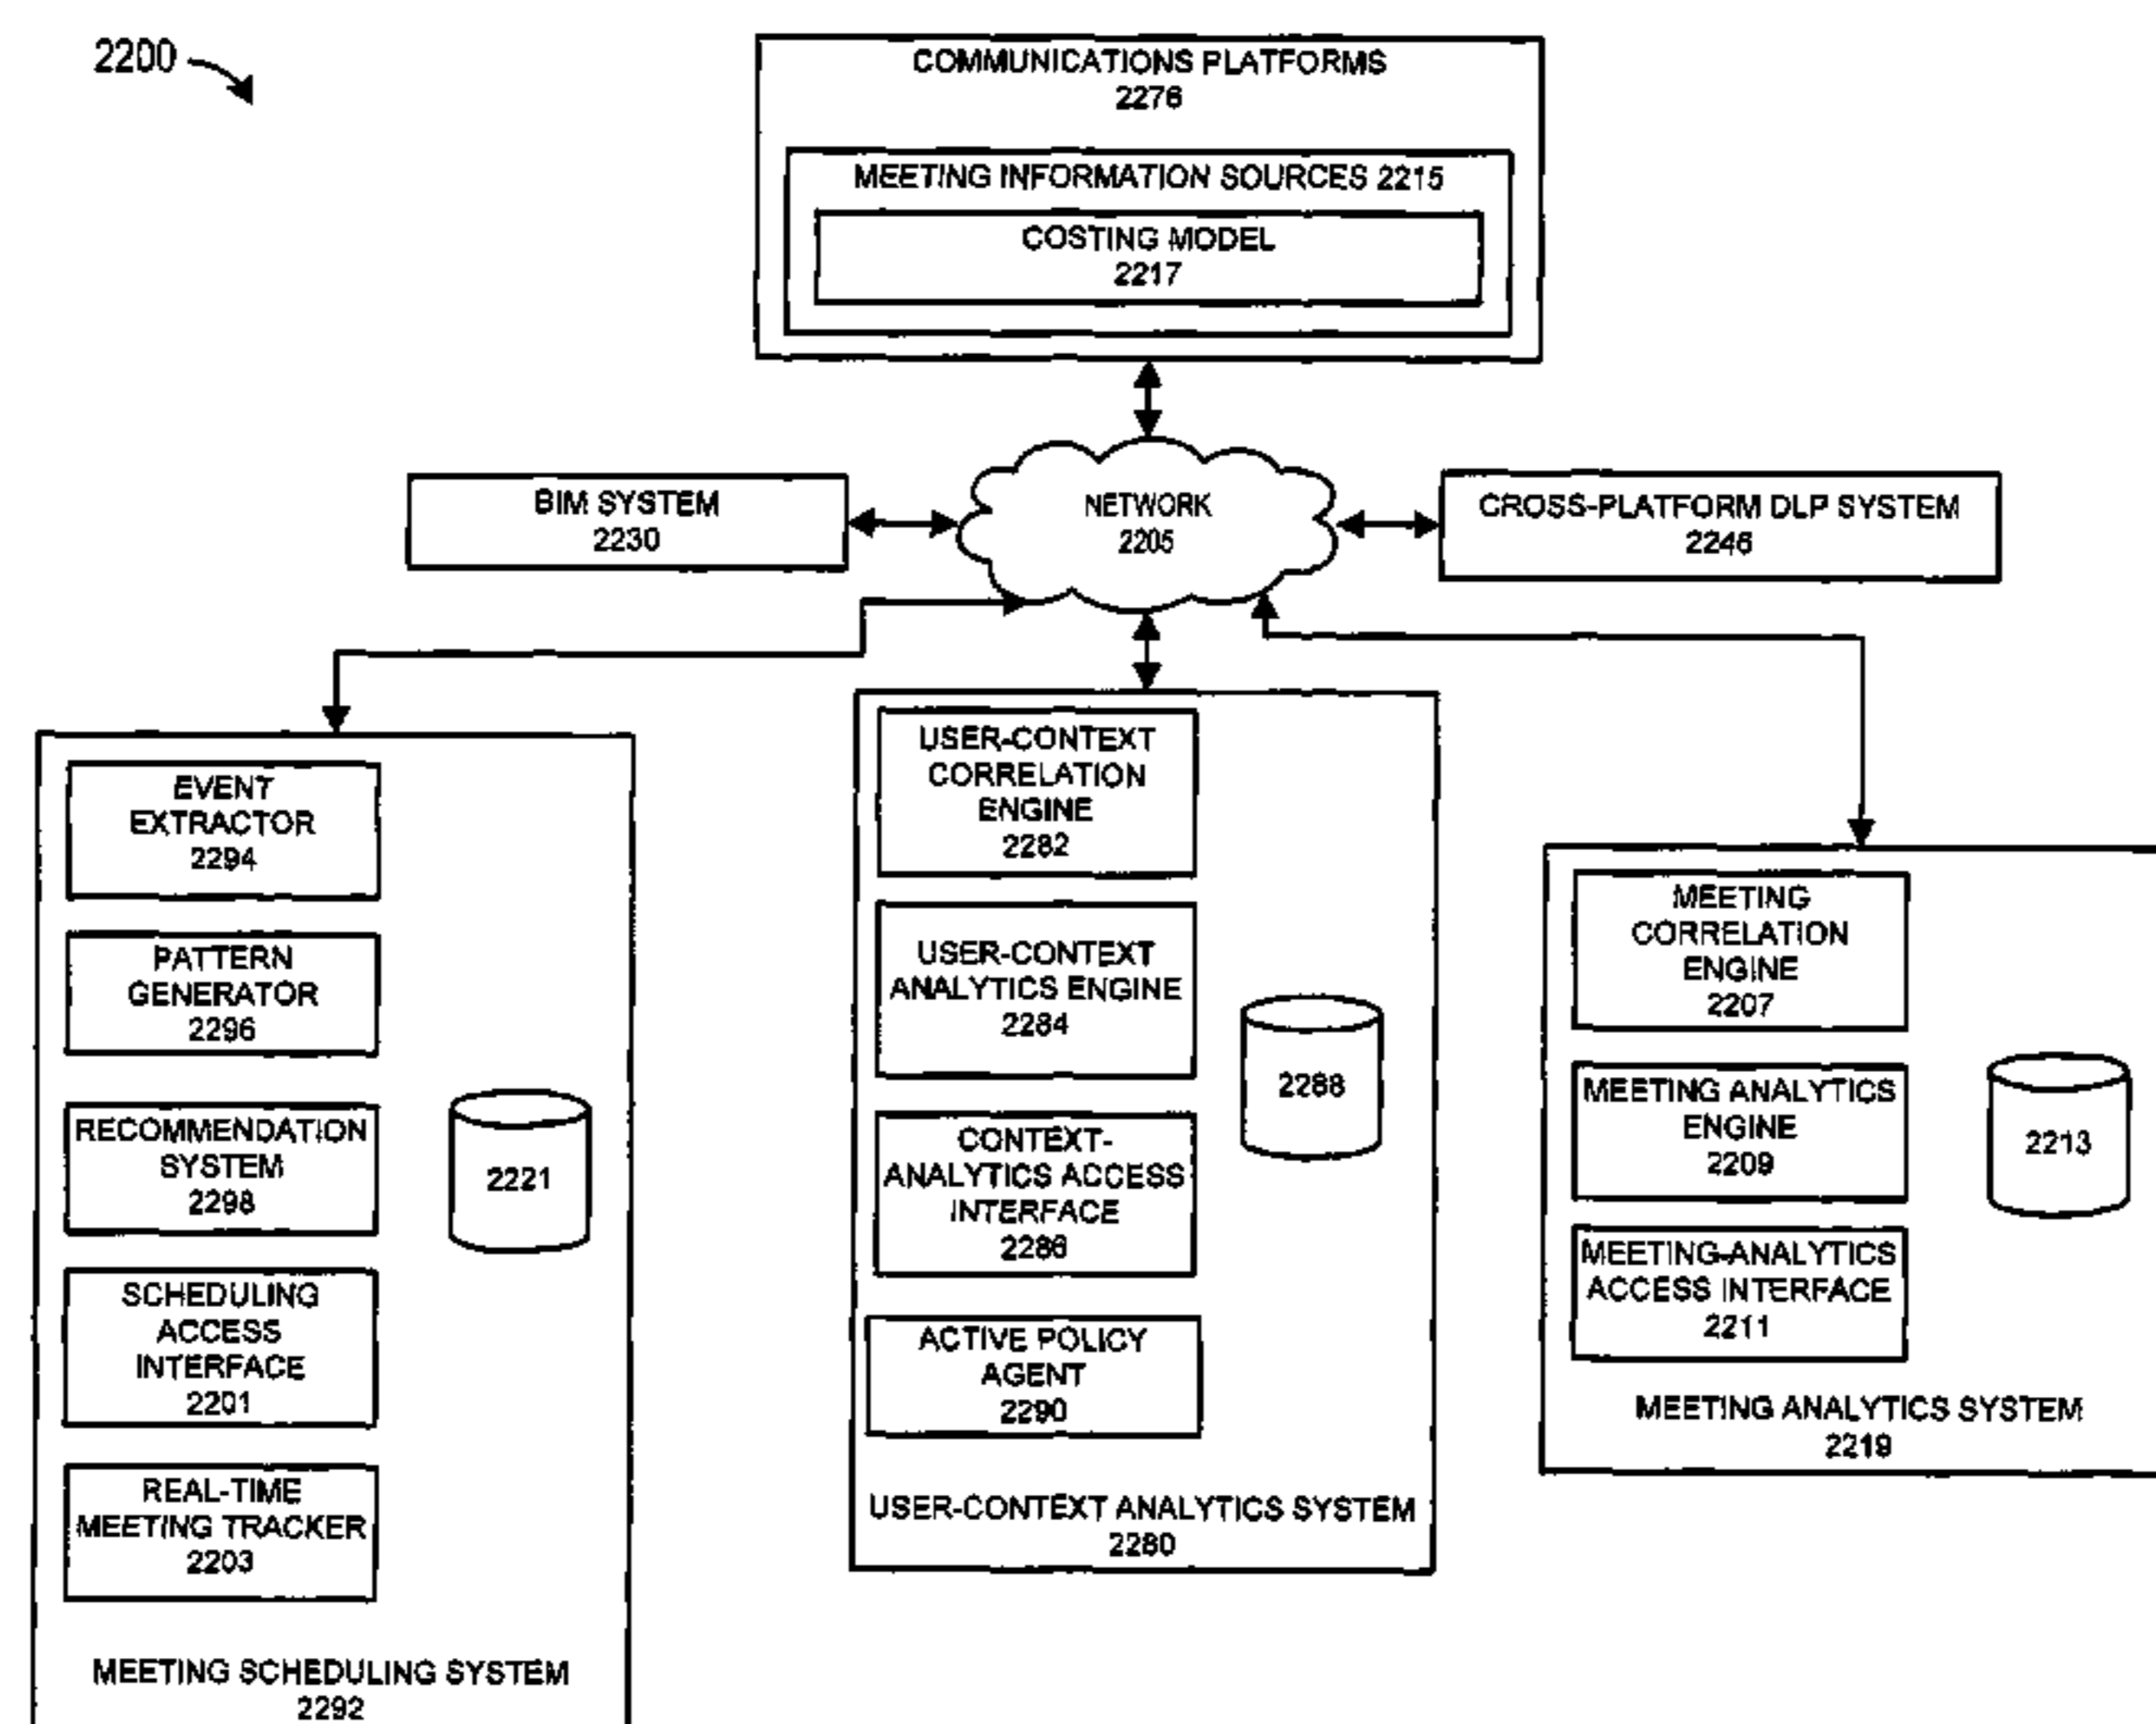 2200
COMMUNICATIONS PLATFORMS
2276
MEETING INFORMATION SOURCES 2215
COSTING MODEL
2217
BIM SYSTEM
2230
NETWORK
2205
CROSS-PLATFORM DLP SYSTEM
2246
EVENT
EXTRACTOR
2294
PATTERN
GENERATOR
2296
RECOMMENDATION
SYSTEM
2298
SCHEDULING
ACCESS
INTERFACE
2201
REAL-TIME
MEETING TRACKER
2203
2221
MEETING SCHEDULING SYSTEM
2292
USER-CONTEXT
CORRELATION
ENGINE
2282
USER-CONTEXT
ANALYTICS ENGINE
2284
CONTEXT-
ANALYTICS ACCESS
INTERFACE
2286
ACTIVE POLICY
AGENT
2290
2288
USER-CONTEXT ANALYTICS SYSTEM
2280
MEETING
CORRELATION
ENGINE
2207
MEETING ANALYTICS
ENGINE
2209
MEETING-ANALYTICS
ACCESS INTERFACE
2211
2213
MEETING ANALYTICS SYSTEM
2219